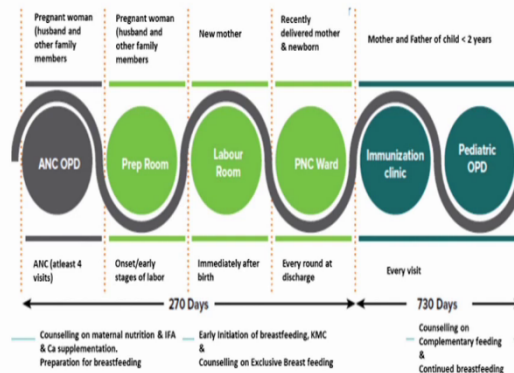 Pregnant woman
(husband and
other family
members
Pregnant woman
(husband and
other family
members
New mother
Recently
delivered mother
& newborn
Mother and Father of child < 2 years
ANC OPD
Prep Room
Labour
Room
PNC Ward
Immunization
clinic
Pediatric
OPD
ANC (atleast 4
visits)
Onset/early
stages of labor
Immediately after
birth
Every round at
discharge
Every visit
270 Days
730 Days
Counselling on maternal nutrition & IFA
& Ca supplementation.
Preparation for breastfeeding
Early Initiation of breastfeeding, KMC
&
Counselling on Exclusive Breast feeding
Counselling on
Complementary feeding
&
Continued breastfeeding